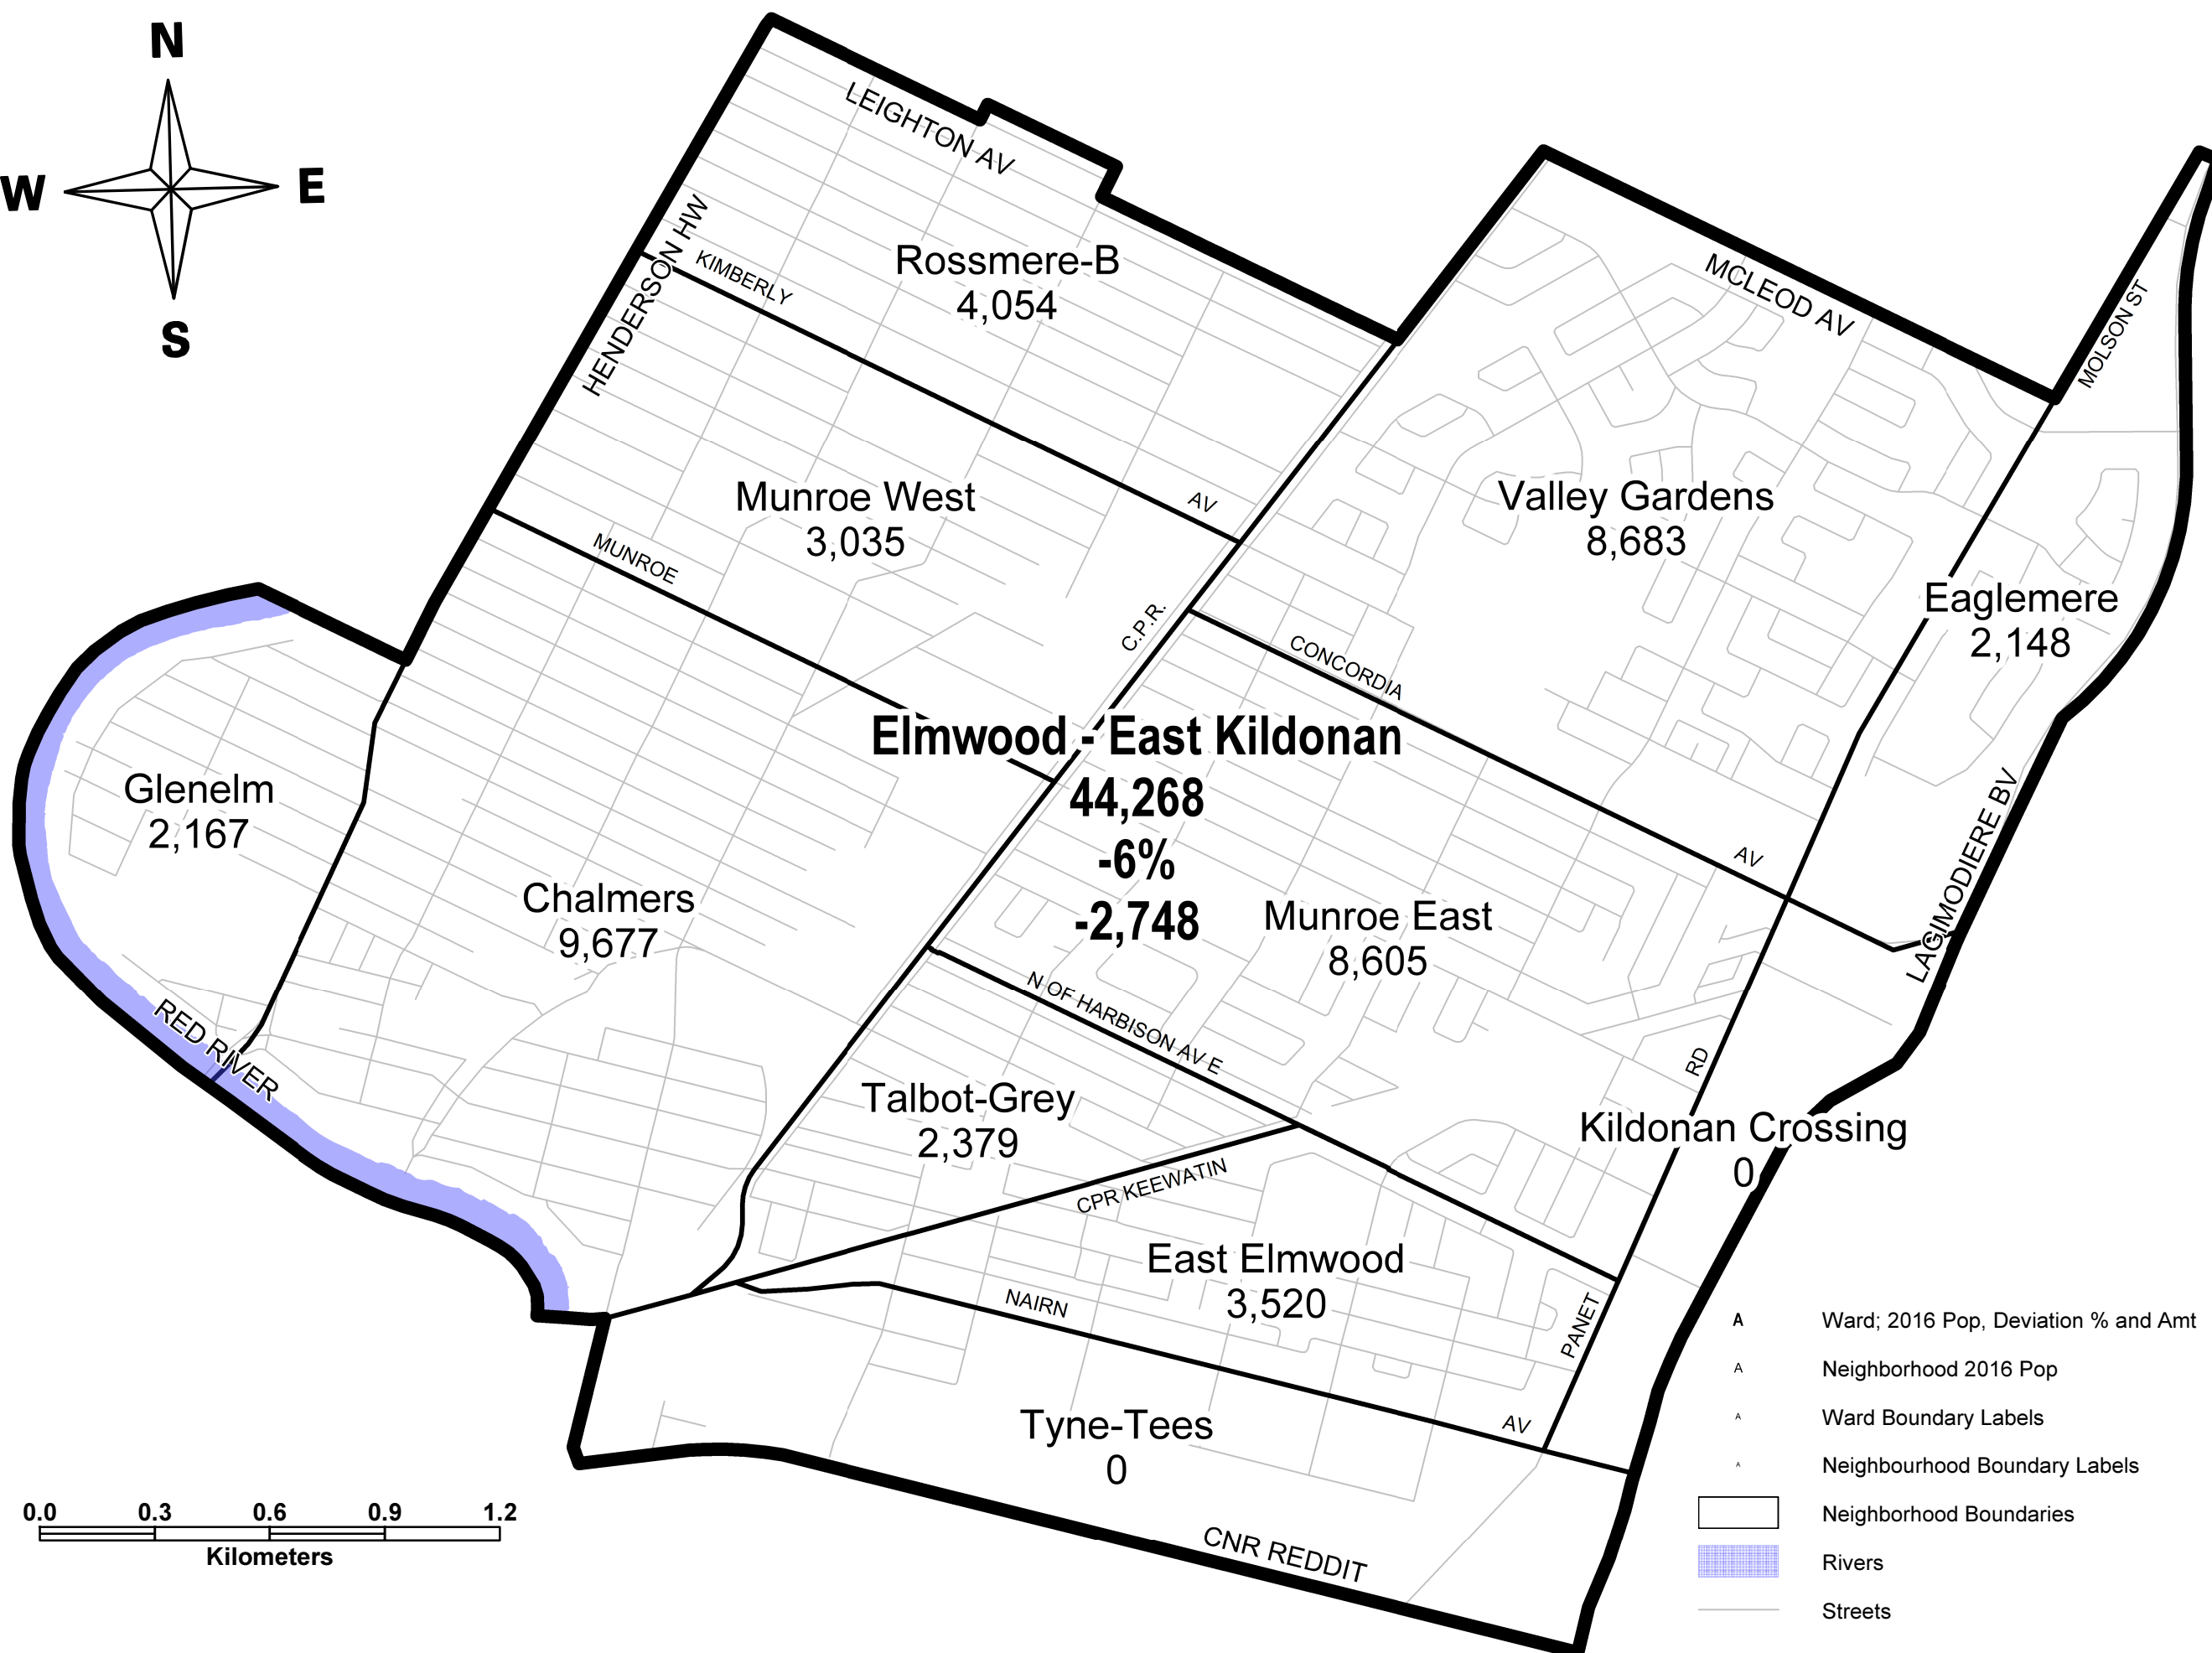 N
W
E
S
LEIGHTON AV
HENDERSON HW
KIMBERLY
AV
Rossmere-B
4,054
MCLEOD AV
MOLSON ST
Munroe West
3,035
Valley Gardens
8,683
MUNROE
C.P.R.
CONCORDIA
AV
Eaglemere
2,148
Elmwood - East Kildonan
44,268
-6%
-2,748
Glenelm
2,167
LAGIMODIERE BV
Chalmers
9,677
Munroe East
8,605
N OF HARBISON AV E
RED RIVER
RD
Talbot-Grey
2,379
Kildonan Crossing
0
CPR KEEWATIN
East Elmwood
3,520
NAIRN
AV
PANET
Tyne-Tees
0
CNR REDDIT
A Ward; 2016 Pop, Deviation % and Amt
A Neighborhood 2016 Pop
A Ward Boundary Labels
A Neighbourhood Boundary Labels
Neighborhood Boundaries
Rivers
Streets
0.0 0.3 0.6 0.9 1.2
Kilometers